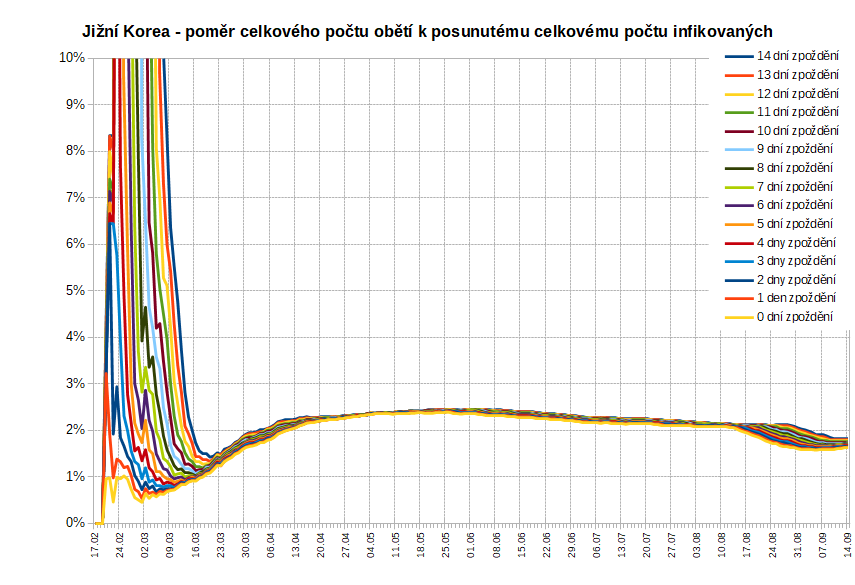 Jižní Korea - poměr celkového počtu obětí k posunutému celkovému počtu infikovaných
10%
9%
8%
7%
6%
5%
4%
3%
2%
1%
0%
14 dní zpoždění
13 dní zpoždění
12 dní zpoždění
11 dní zpoždění
10 dní zpoždění
9 dní zpoždění
8 dní zpoždění
7 dní zpoždění
6 dní zpoždění
5 dní zpoždění
4 dny zpoždění
3 dny zpoždění
2 dny zpoždění
1 den zpoždění
0 dní zpoždění
17.02
24.02
02.03
09.03
16.03
23.03
30.03
06.04
13.04
20.04
27.04
04.05
11.05
18.05
25.05
01.06
08.06
15.06
22.06
29.06
06.07
13.07
20.07
27.07
03.08
10.08
17.08
24.08
31.08
07.09
14.09